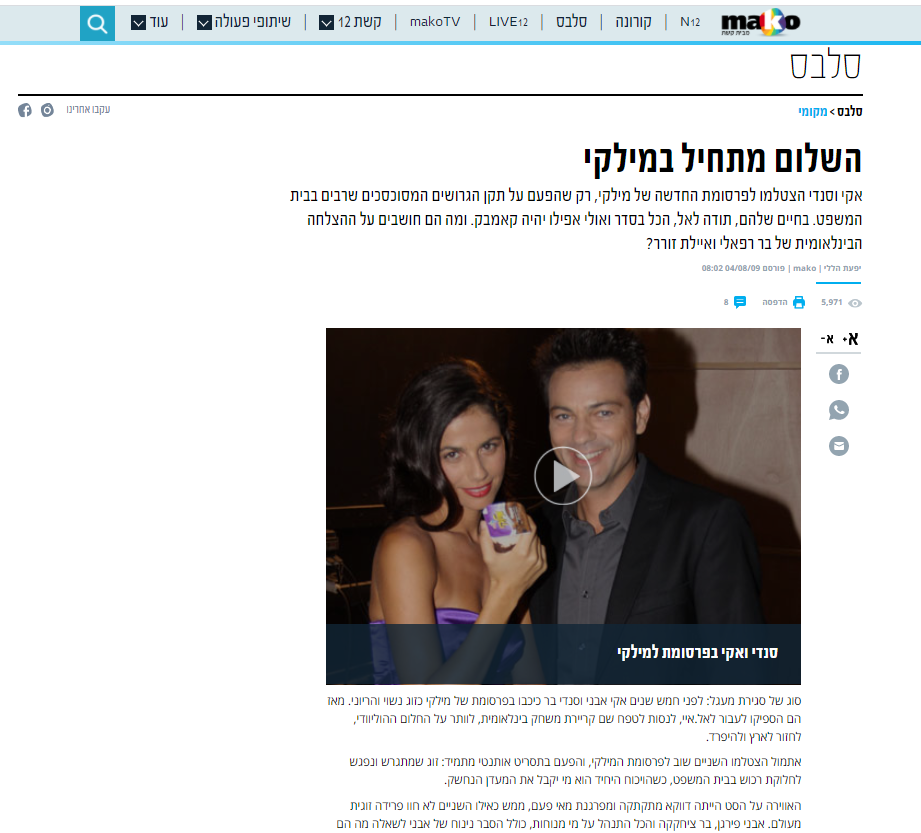 mako
מבית קשת
N12
קורונה
סלבס
LIVE12
makoTV
קשת 12
שיתופי פעולה
עוד
סלבס
סלבס > מקומי
עקבו אחרינו
השלום מתחיל במילקי
אקי וסנדי הצטלמו לפרסומת החדשה של מילקי, רק שהפעם על תקן הגרושים המסוכסכים שרבים בבית
המשפט. בחיים שלהם, תודה לאל, הכל בסדר ואולי אפילו יהיה קאמבק. ומה הם חושבים על ההצלחה
הבינלאומית של בר רפאלי ואיילת זורר?
יפעת הללי | mako | פורסם 04/08/09 08:02
5,971
הדפסה
8
א+ א-
סנדי ואקי בפרסומת למילקי
סוג של סגירת מעגל: לפני חמש שנים אקי אבני וסנדי בר כיכבו בפרסומת של מילקי כזוג נשוי והריוני. מאז
הם הספיקו לעבור לאל.איי, לנסות לטפח שם קריירת משחק בינלאומית, לוותר על החלום ההוליוודי,
לחזור לארץ ולהיפרד.
אתמול הצטלמו השניים שוב לפרסומת המילקי, והפעם בתסריט אותנטי מתמיד: זוג שמתגרש ונפגש
לחלוקת רכוש בבית המשפט, כשהויכוח היחיד הוא מי יקבל את המעדן הנחשק.
האווירה על הסט הייתה דווקא מתקתקה ומפרגנת מאי פעם, ממש כאילו השניים לא חוו פרידה זוגית
מעולם. אבני פירגן, בר ציחקקה והכל התנהל על מי מנוחות, כולל הסבר נינוח של אבני לשאלה מה הם